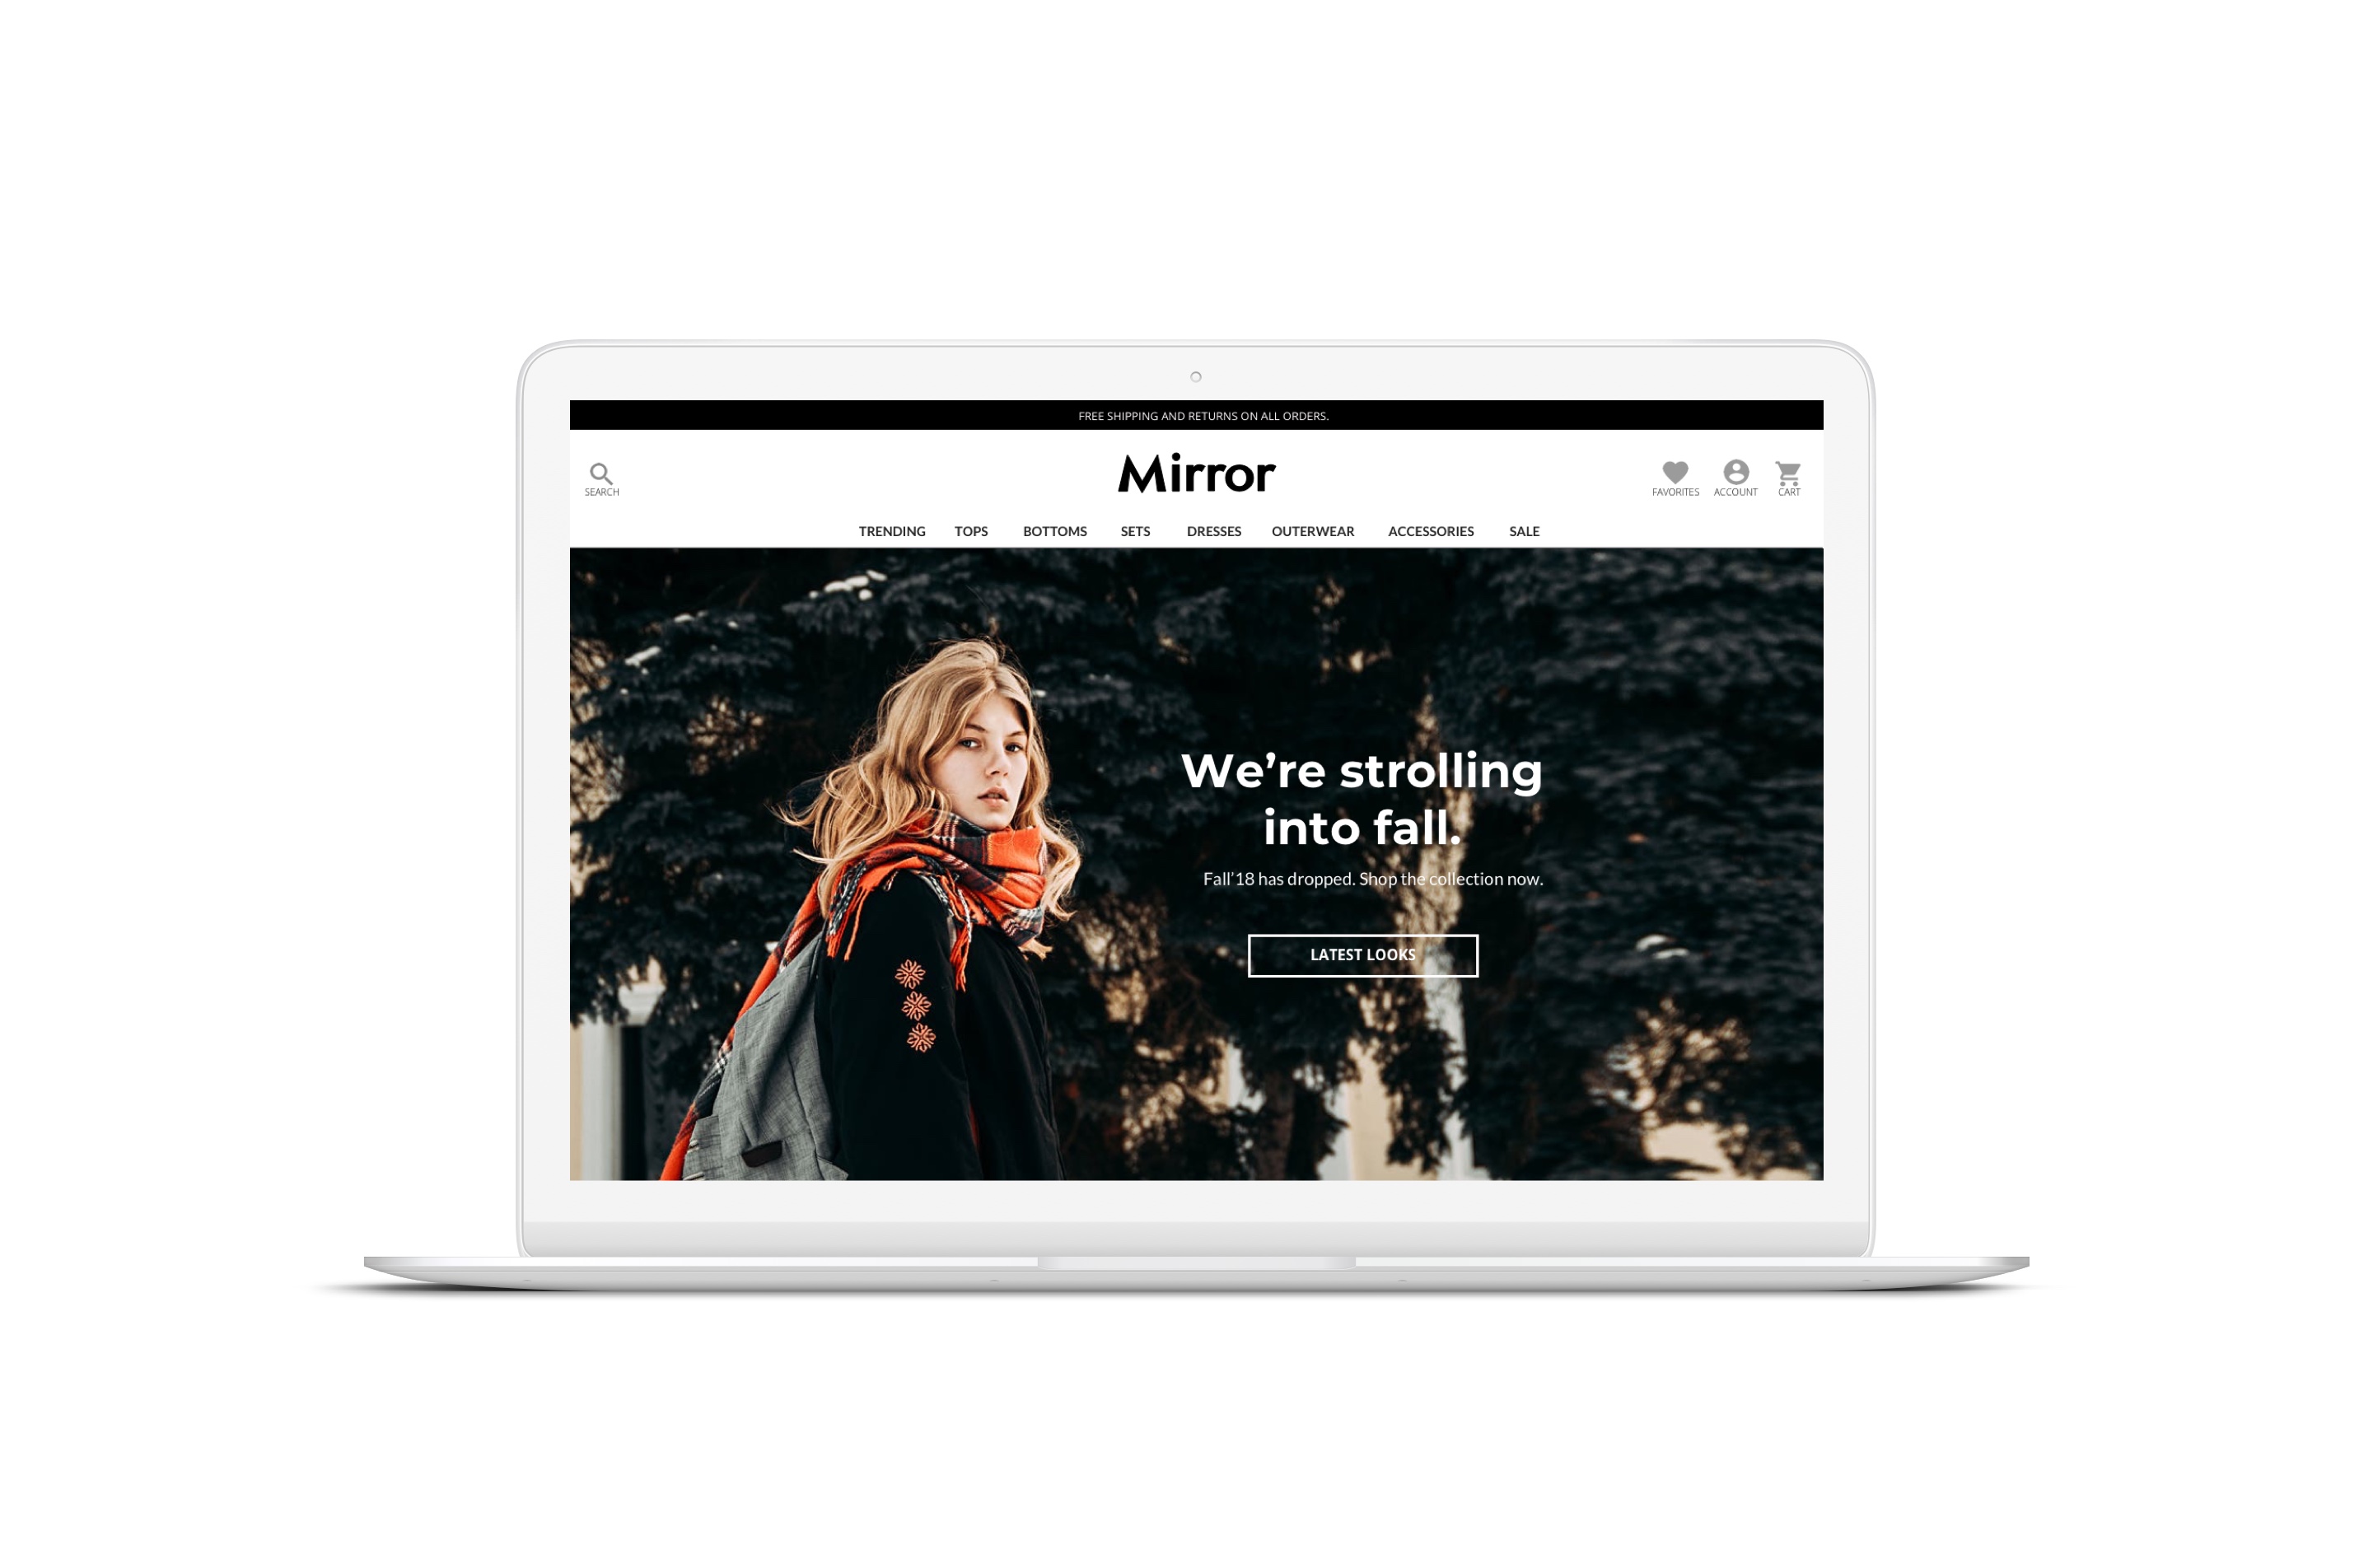 FREE SHIPPING AND RETURNS ON ALL ORDERS.
Mirror
SEARCH
FAVORITES ACCOUNT CART
TRENDING TOPS BOTTOMS SETS DRESSES OUTERWEAR ACCESSORIES SALE
We’re strolling
into fall.
Fall’18 has dropped. Shop the collection now.
LATEST LOOKS